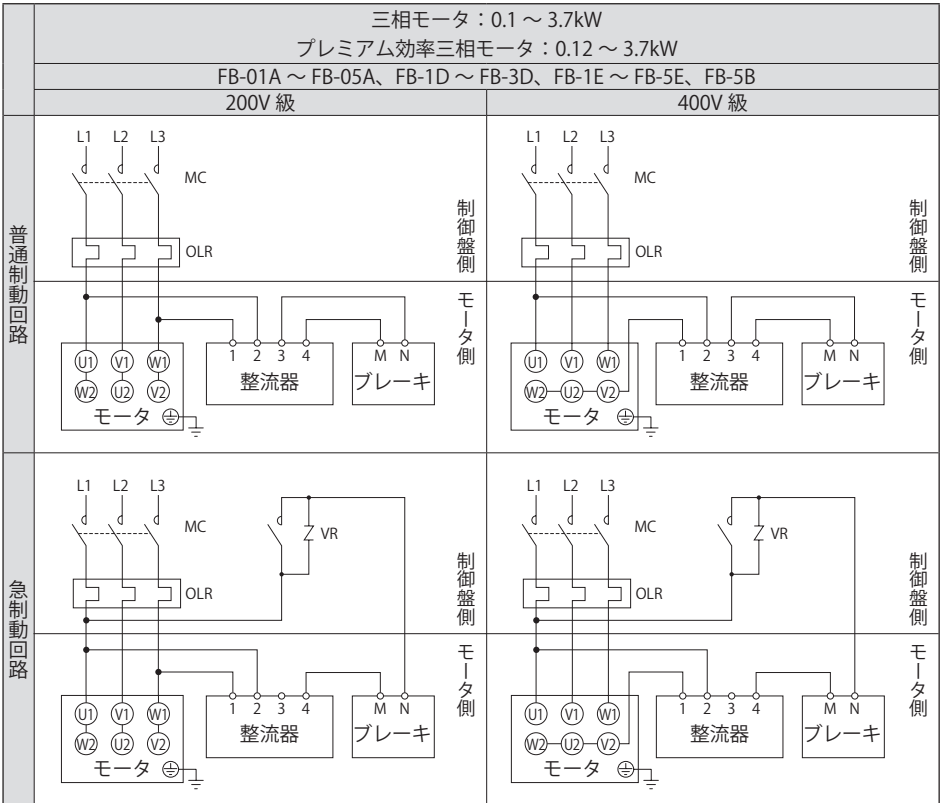 三相モータ：0.1 ～ 3.7kW
プレミアム効率三相モータ：0.12 ～ 3.7kW
FB-01A ～ FB-05A、FB-1D ～ FB-3D、FB-1E ～ FB-5E、FB-5B
200V 級
400V 級
普通制動回路
L1 L2 L3
MC
OLR
制御盤側
モータ側
U1 V1 W1
W2 U2 V2
モータ
1 2 3 4
整流器
M N
ブレーキ
L1 L2 L3
MC
OLR
制御盤側
モータ側
U1 V1 W1
W2 U2 V2
モータ
1 2 3 4
整流器
M N
ブレーキ
急制動回路
L1 L2 L3
MC
VR
OLR
制御盤側
モータ側
U1 V1 W1
W2 U2 V2
モータ
1 2 3 4
整流器
M N
ブレーキ
L1 L2 L3
MC
VR
OLR
制御盤側
モータ側
U1 V1 W1
W2 U2 V2
モータ
1 2 3 4
整流器
M N
ブレーキ